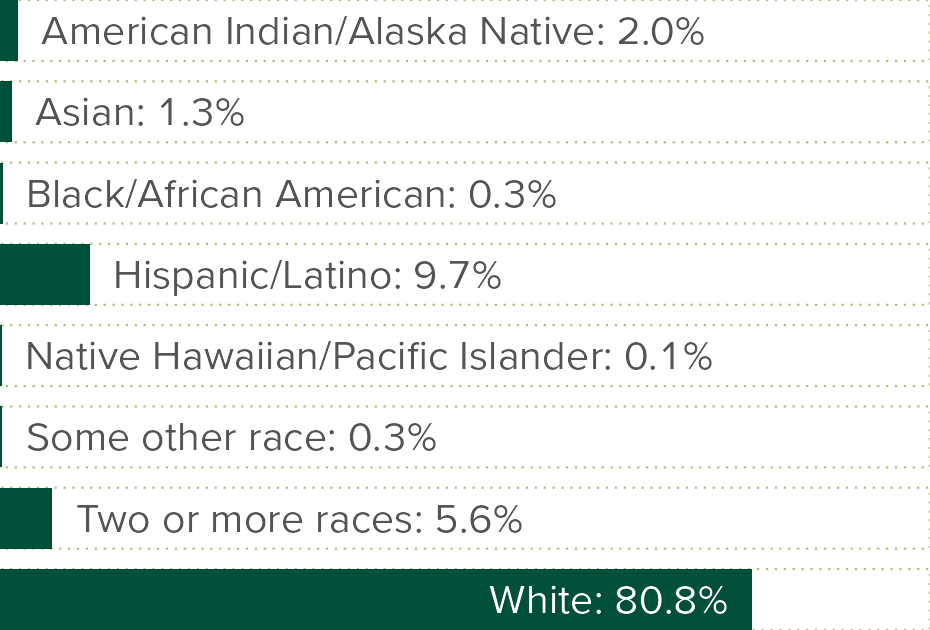 American Indian/Alaska Native: 2.0%
Asian: 1.3%
Black/African American: 0.3%
Hispanic/Latino: 9.7%
Native Hawaiian/Pacific Islander: 0.1%
Some other race: 0.3%
Two or more races: 5.6%
White: 80.8%